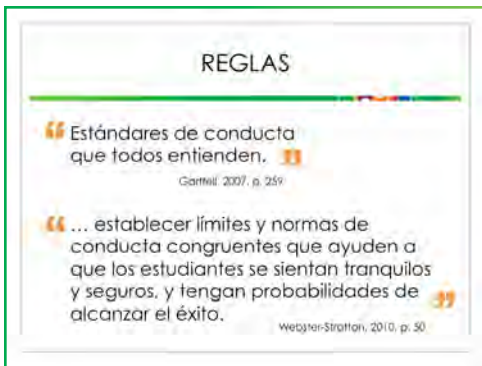 REGLAS
“ Estándares de conducta
que todos entienden. ”
Gartrell, 2007, p. 259
“ ... establecer límites y normas de
conducta congruentes que ayuden a
que los estudiantes se sientan tranquilos
y seguros, y tengan probabilidades de
alcanzar el éxito. ”
Webster-Stratton, 2010, p. 50